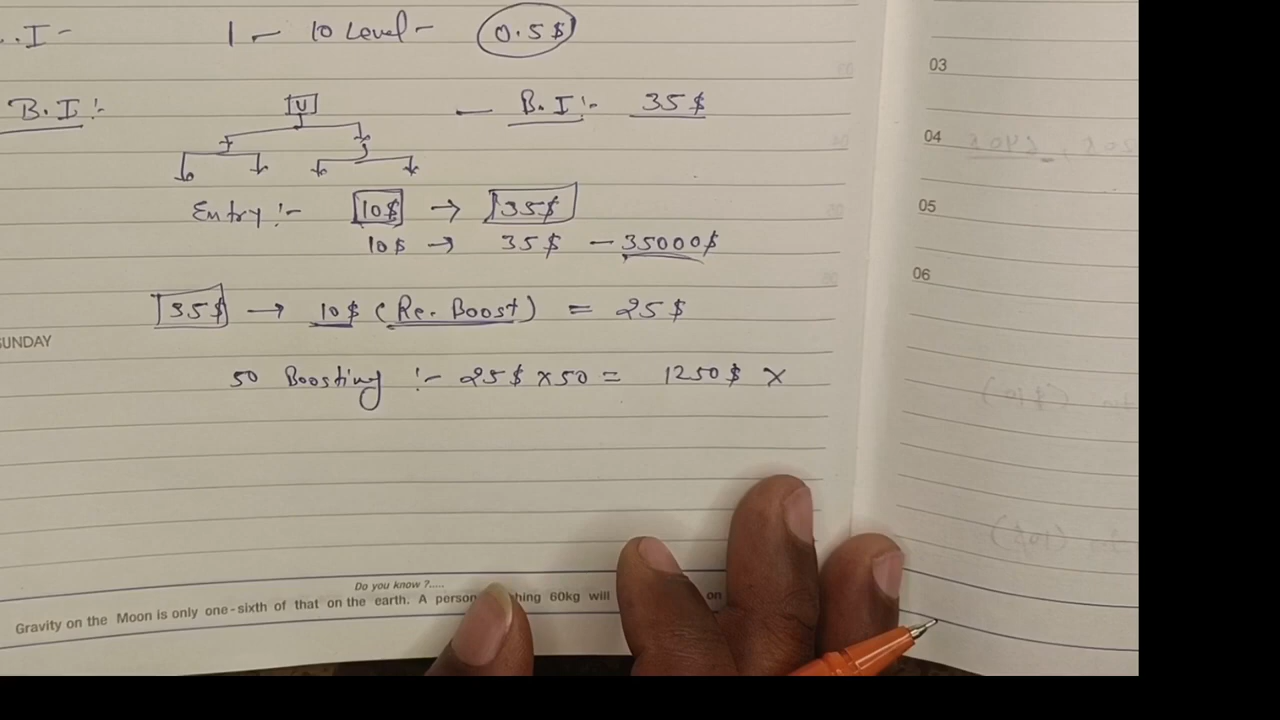 ..I- 1 - 10 Level - 0.5$
B.I:- U - B.I:- 35$
Entry:- 10$ → 35$
10$ → 35$ - 35000$
35$ → 10$ (Re-Boost) = 25$
50 Boosting :- 25$ x 50 = 1250$ x
SUNDAY
Do you know ?.....
Gravity on the Moon is only one-sixth of that on the earth. A person hing 60kg will on
03
04
05
06